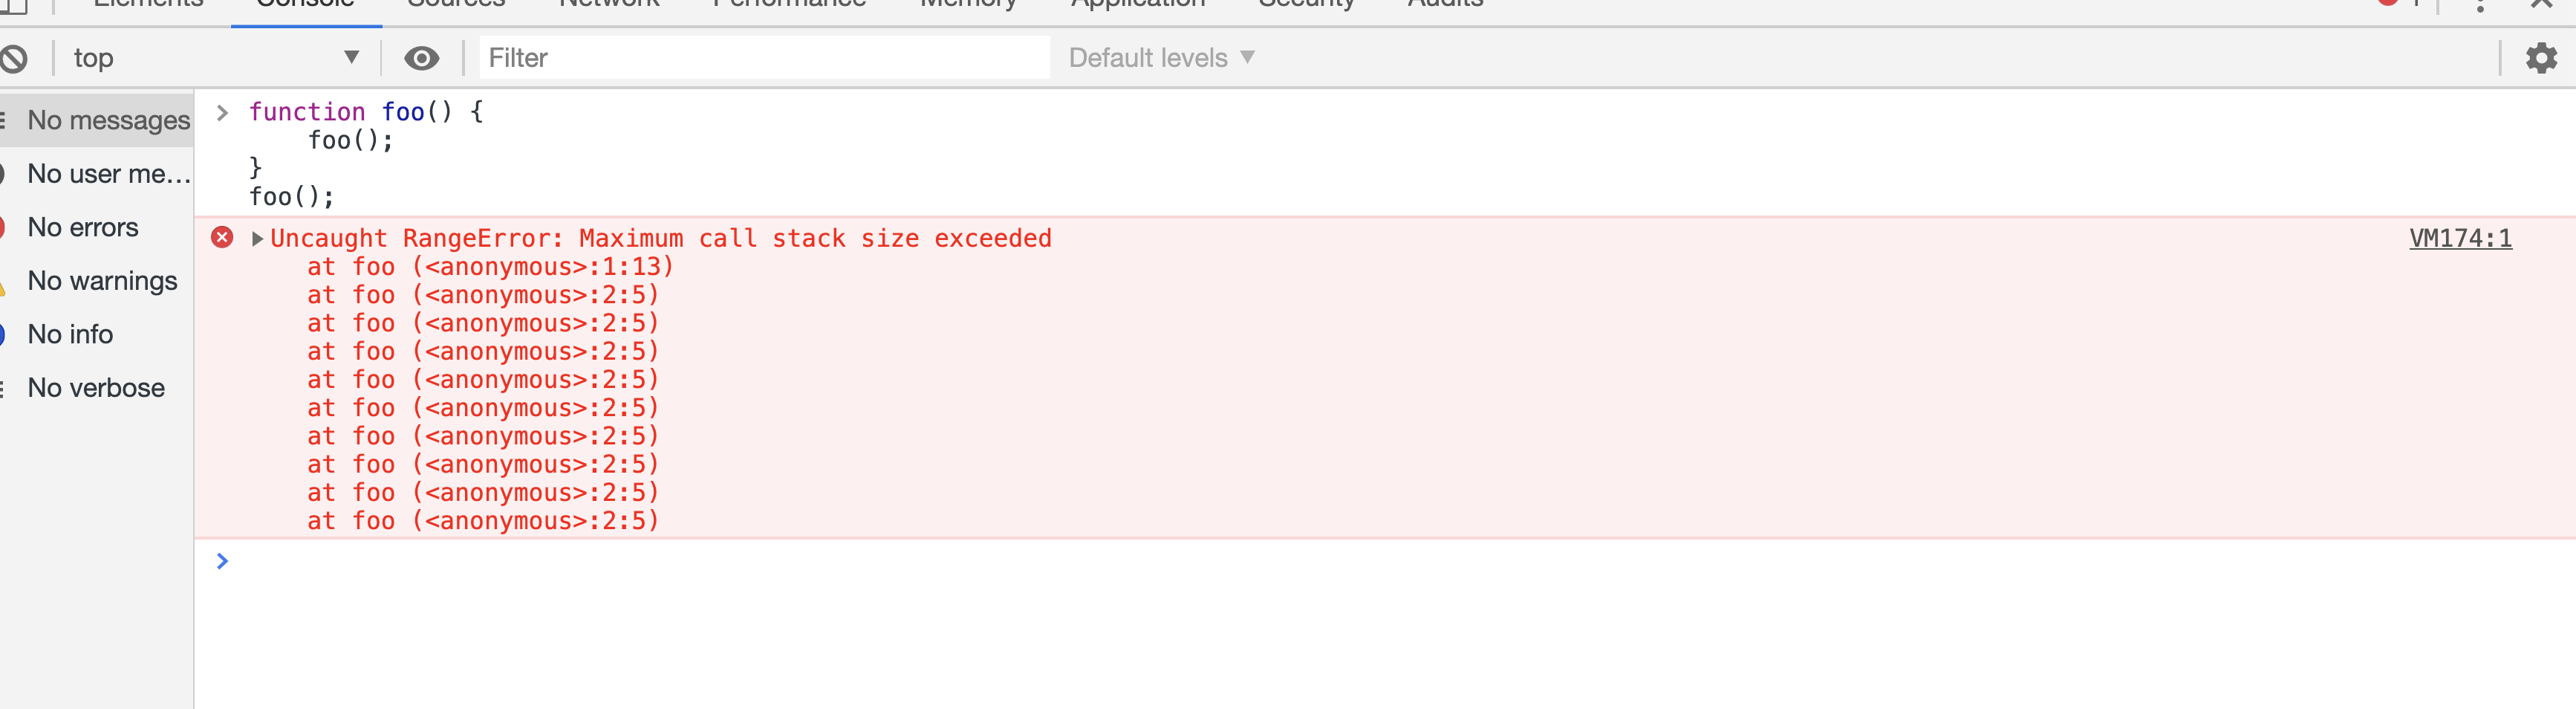 Elements Console Sources Network Performance Memory Application Security Audits
top ▼ Filter Default levels ▼
No messages
No user me…
No errors
No warnings
No info
No verbose
> function foo() {
    foo();
}
foo();
▶Uncaught RangeError: Maximum call stack size exceeded VM174:1
    at foo (<anonymous>:1:13)
    at foo (<anonymous>:2:5)
    at foo (<anonymous>:2:5)
    at foo (<anonymous>:2:5)
    at foo (<anonymous>:2:5)
    at foo (<anonymous>:2:5)
    at foo (<anonymous>:2:5)
    at foo (<anonymous>:2:5)
    at foo (<anonymous>:2:5)
    at foo (<anonymous>:2:5)
>